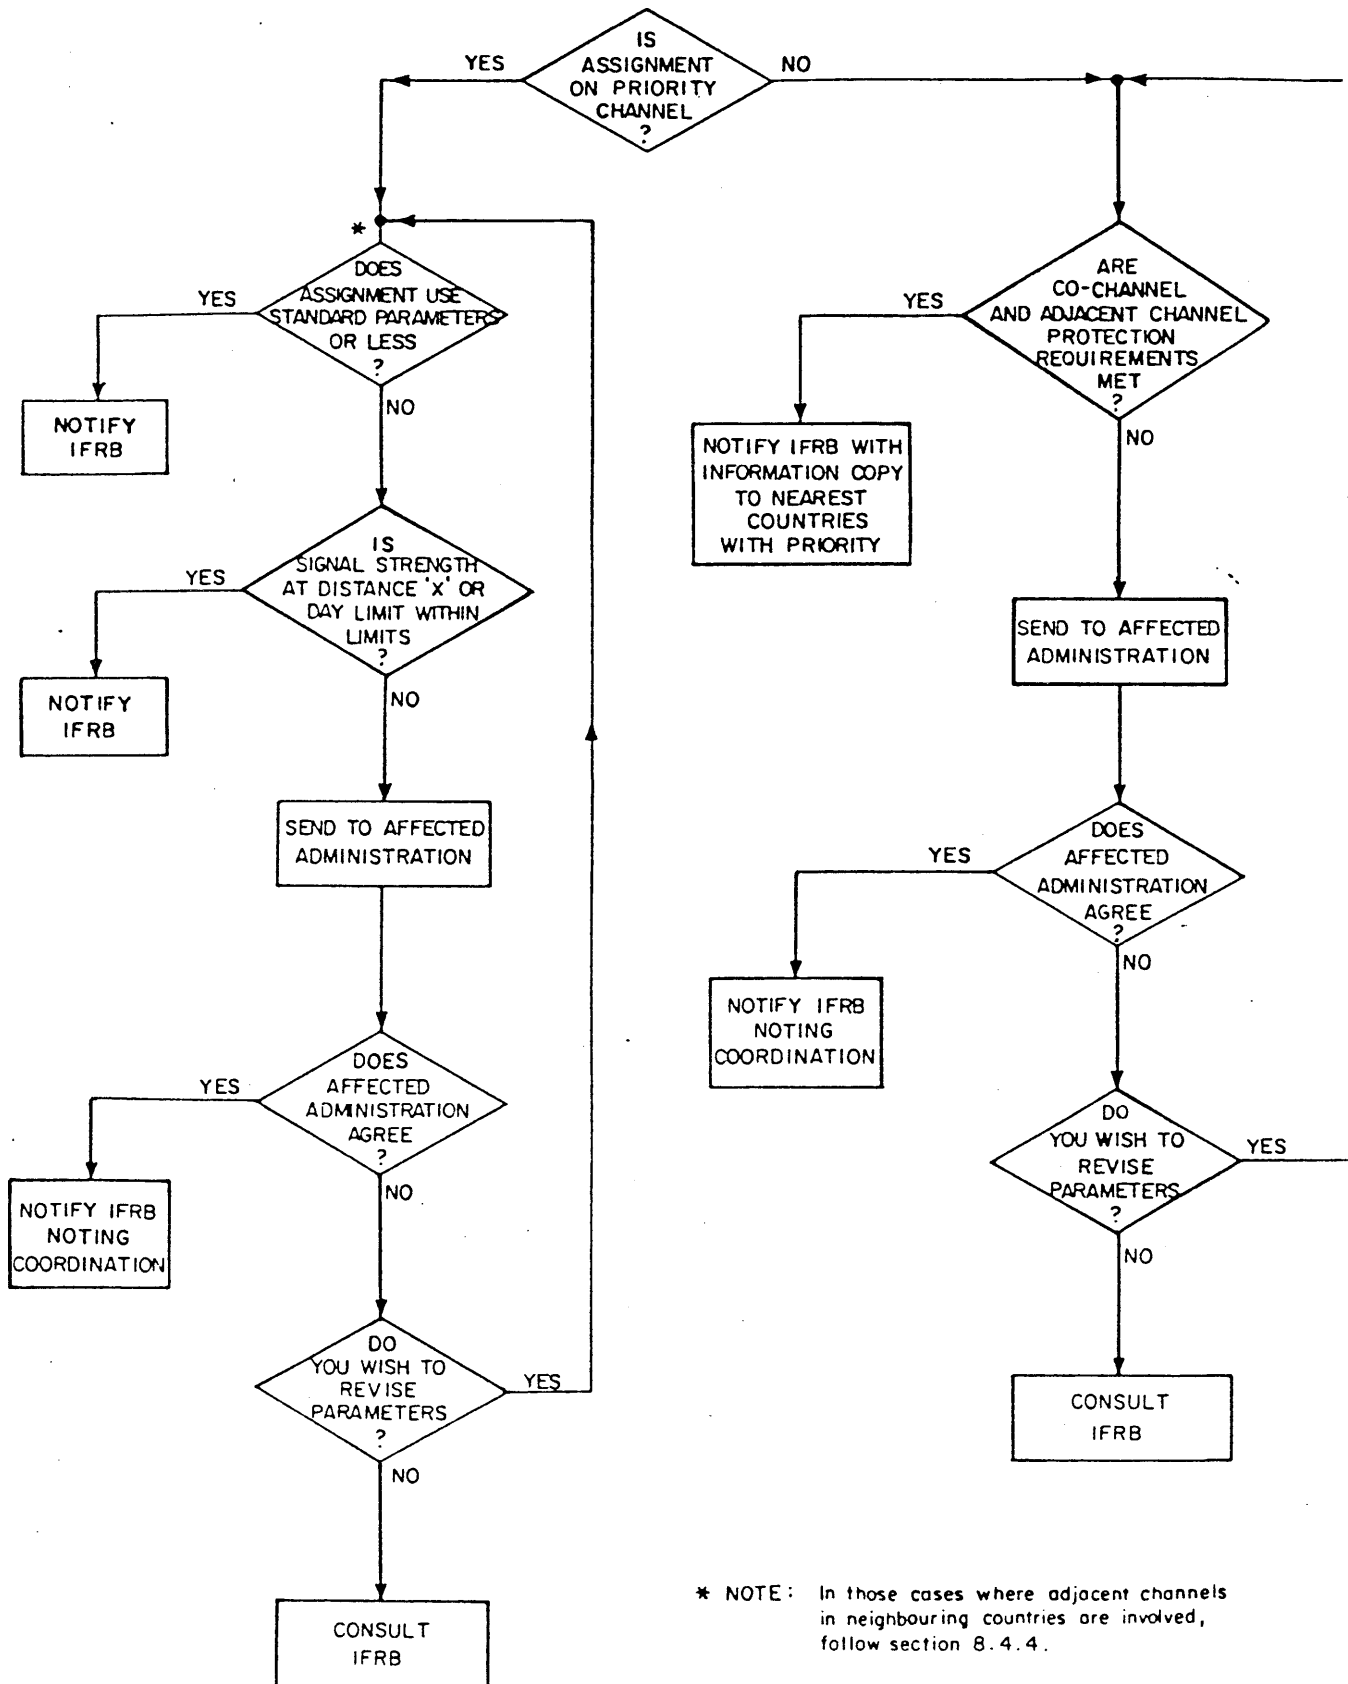 IS
ASSIGNMENT
ON PRIORITY
CHANNEL
?
YES
NO
*
DOES
ASSIGNMENT USE
STANDARD PARAMETERS
OR LESS
?
YES
NO
NOTIFY
IFRB
IS
SIGNAL STRENGTH
AT DISTANCE 'X' OR
DAY LIMIT WITHIN
LIMITS
?
YES
NO
NOTIFY
IFRB
SEND TO AFFECTED
ADMINISTRATION
DOES
AFFECTED
ADMINISTRATION
AGREE
?
YES
NO
NOTIFY IFRB
NOTING
COORDINATION
DO
YOU WISH TO
REVISE
PARAMETERS
?
YES
NO
CONSULT
IFRB
ARE
CO-CHANNEL
AND ADJACENT CHANNEL
PROTECTION
REQUIREMENTS
MET
?
YES
NO
NOTIFY IFRB WITH
INFORMATION COPY
TO NEAREST
COUNTRIES
WITH PRIORITY
SEND TO AFFECTED
ADMINISTRATION
DOES
AFFECTED
ADMINISTRATION
AGREE
?
YES
NO
NOTIFY IFRB
NOTING
COORDINATION
DO
YOU WISH TO
REVISE
PARAMETERS
?
YES
NO
CONSULT
IFRB
* NOTE: In those cases where adjacent channels
in neighbouring countries are involved,
follow section 8.4.4.